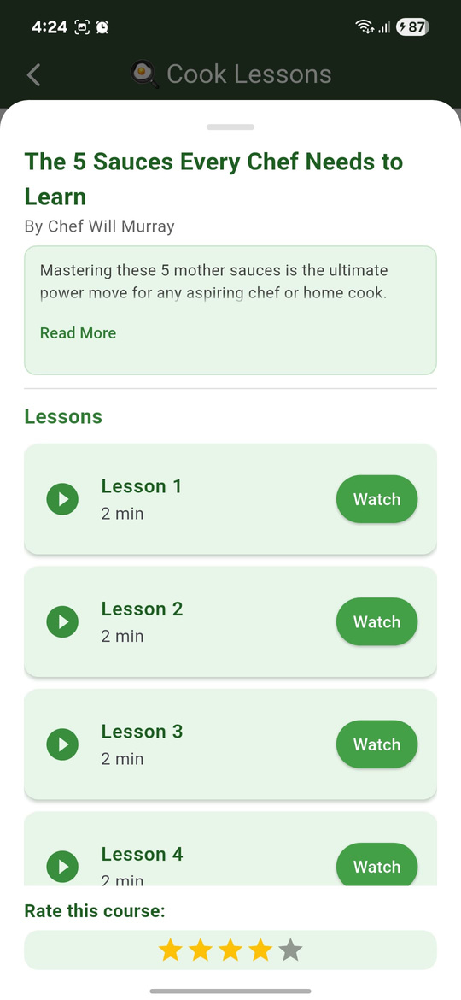 4:24
87
Cook Lessons
The 5 Sauces Every Chef Needs to
Learn
By Chef Will Murray
Mastering these 5 mother sauces is the ultimate
power move for any aspiring chef or home cook.
Read More
Lessons
Lesson 1
2 min
Watch
Lesson 2
2 min
Watch
Lesson 3
2 min
Watch
Lesson 4
2 min
Watch
Rate this course: